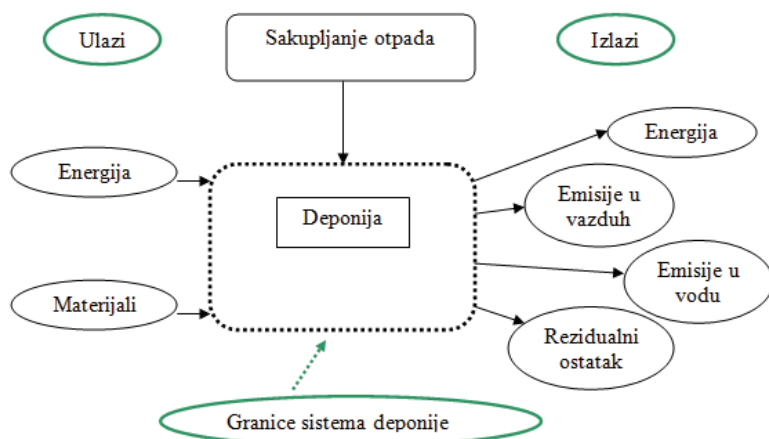 Ulazi
Sakupljanje otpada
Izlazi
Energija
Energija
Emisije u
vazduh
Deponija
Emisije u
vodu
Materijali
Rezidualni
ostatak
Granice sistema deponije